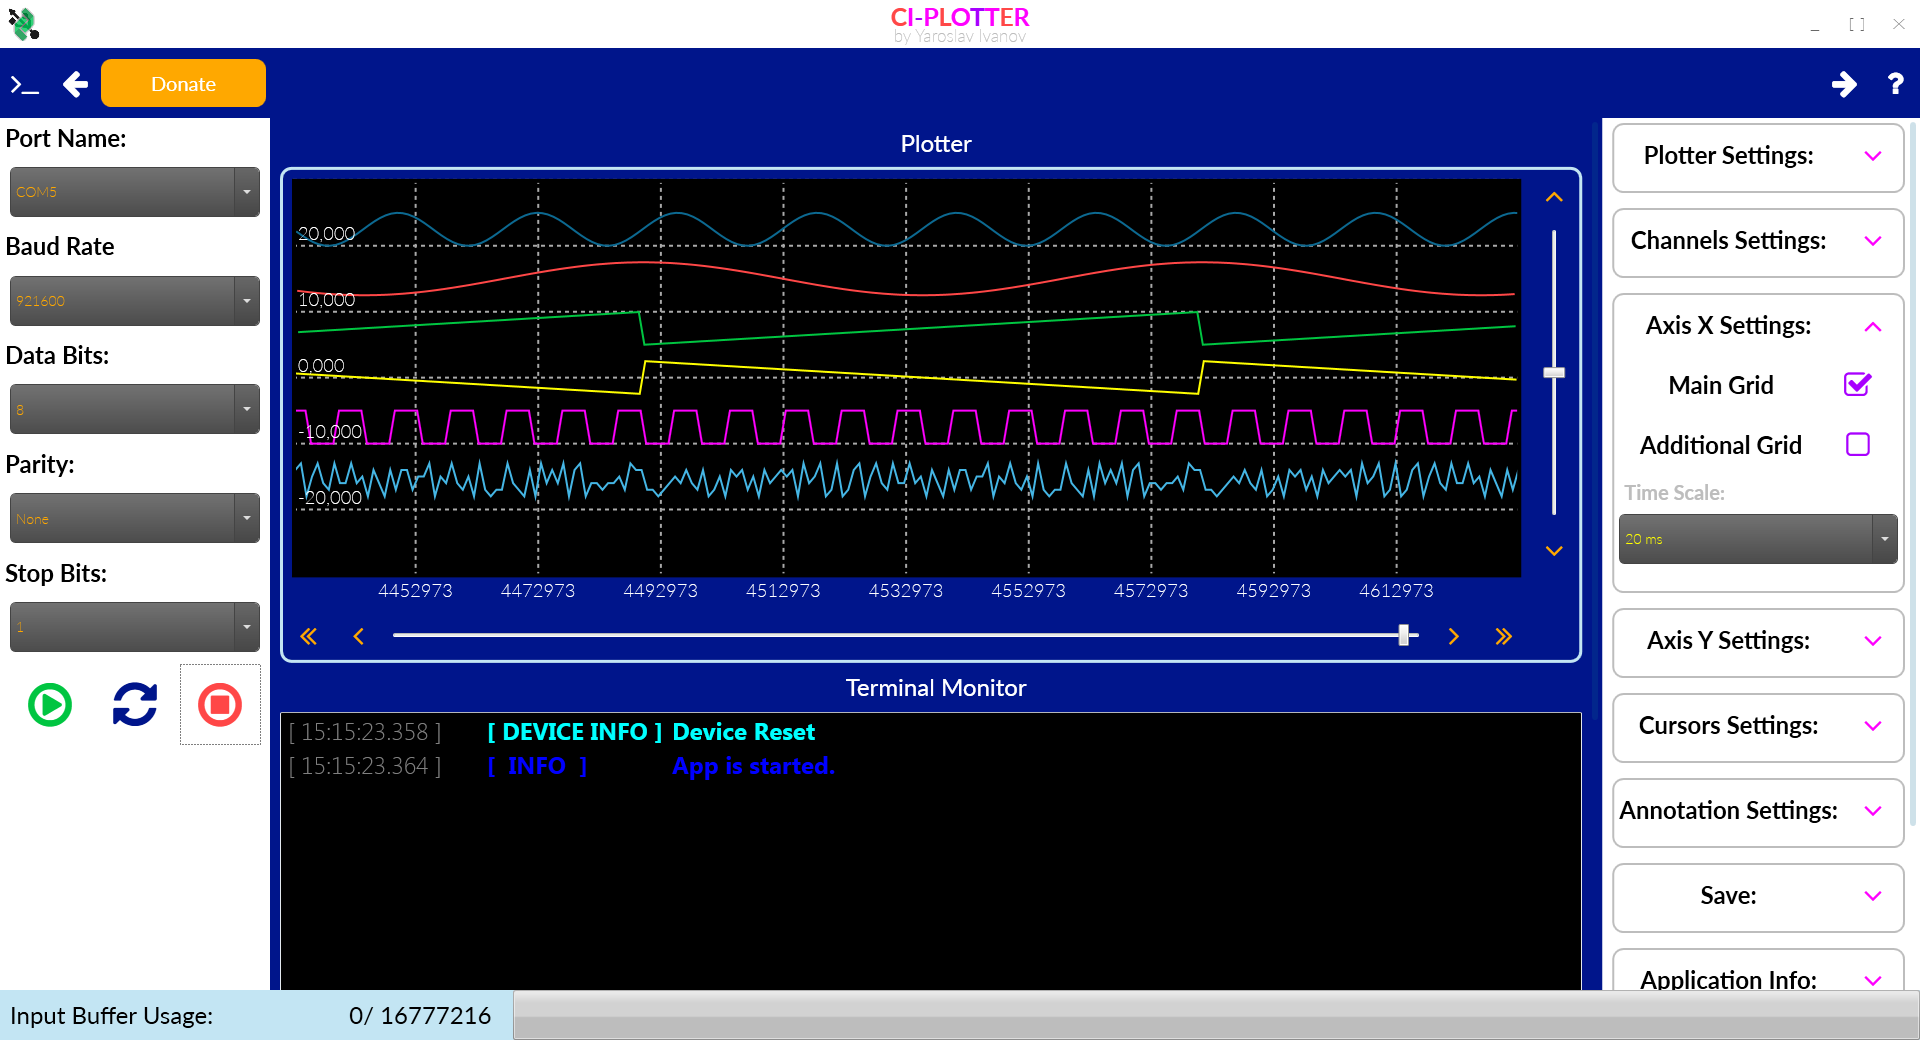 CI-PLOTTER
by Yaroslav Ivanov
>_
Donate
?
Port Name:
COM5
Baud Rate
921600
Data Bits:
8
Parity:
None
Stop Bits:
1
Plotter
20,000
10,000
0,000
-10,000
-20,000
4452973 4472973 4492973 4512973 4532973 4552973 4572973 4592973 4612973
Terminal Monitor
[ 15:15:23.358 ] [ DEVICE INFO ] Device Reset
[ 15:15:23.364 ] [ INFO ] App is started.
Plotter Settings:
Channels Settings:
Axis X Settings:
Main Grid
Additional Grid
Time Scale:
20 ms
Axis Y Settings:
Cursors Settings:
Annotation Settings:
Save:
Application Info:
Input Buffer Usage: 0/ 16777216